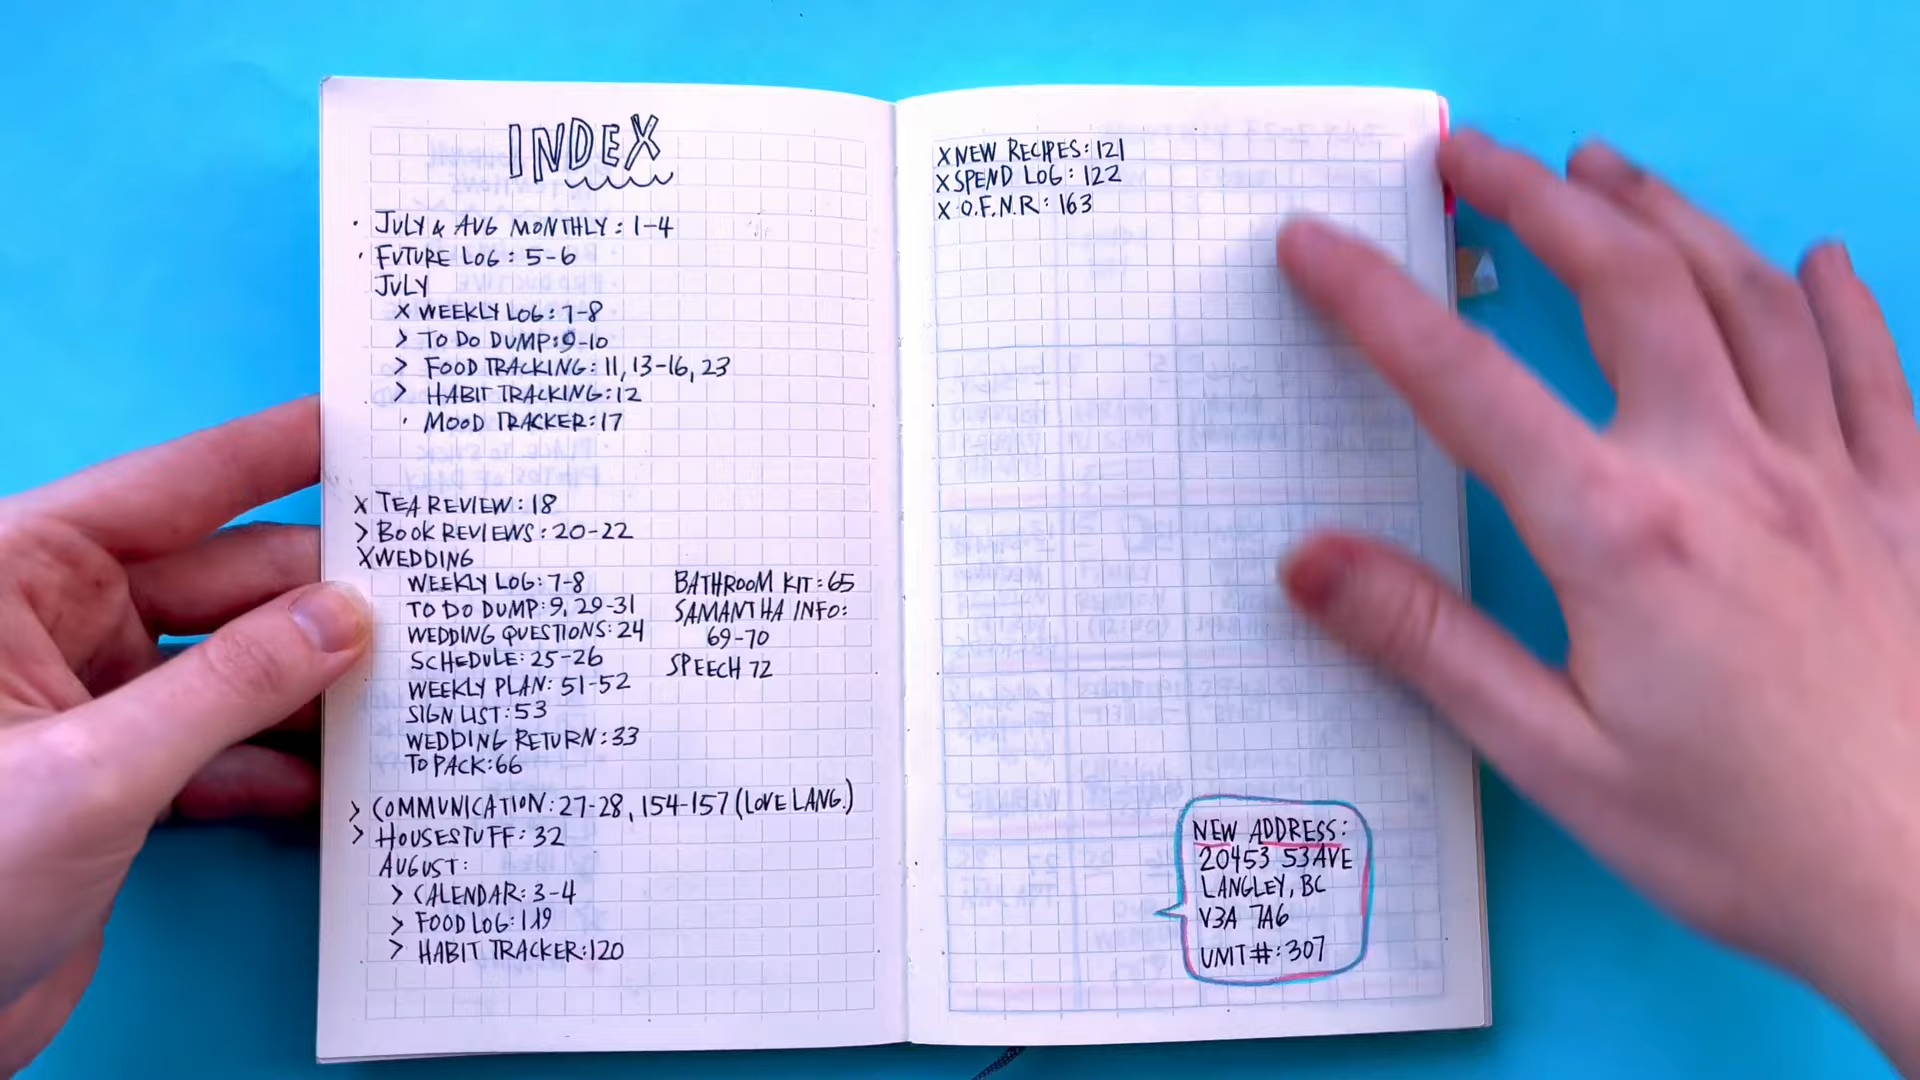 INDEX
· JULY & AUG MONTHLY: 1-4
· FUTURE LOG: 5-6
JULY
X WEEKLY LOG: 7-8
> TO DO DUMP: 9-10
> FOOD TRACKING: 11, 13-16, 23
> HABIT TRACKING: 12
· MOOD TRACKER: 17
X TEA REVIEW: 18
> BOOK REVIEWS: 20-22
X WEDDING
WEEKLY LOG: 7-8
TO DO DUMP: 9, 29-31
WEDDING QUESTIONS: 24
SCHEDULE: 25-26
WEEKLY PLAN: 51-52
SIGN LIST: 53
WEDDING RETURN: 33
TO PACK: 66
BATHROOM KIT: 65
SAMANTHA INFO:
69-70
SPEECH 72
> COMMUNICATION: 27-28, 154-157 (LOVE LANG.)
> HOUSESTUFF: 32
AUGUST:
> CALENDAR: 3-4
> FOOD LOG: 119
> HABIT TRACKER: 120
X NEW RECIPES: 121
X SPEND LOG: 122
X O.F.N.R: 163
NEW ADDRESS:
20453 53 AVE
LANGLEY, BC
V3A 7A6
UNIT #: 307